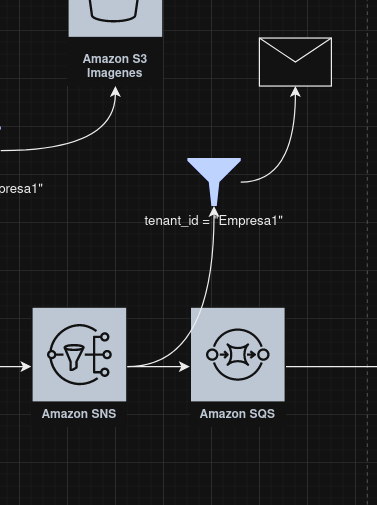 Amazon S3
Imagenes
presa1"
tenant_id = "Empresa1"
Amazon SNS
Amazon SQS